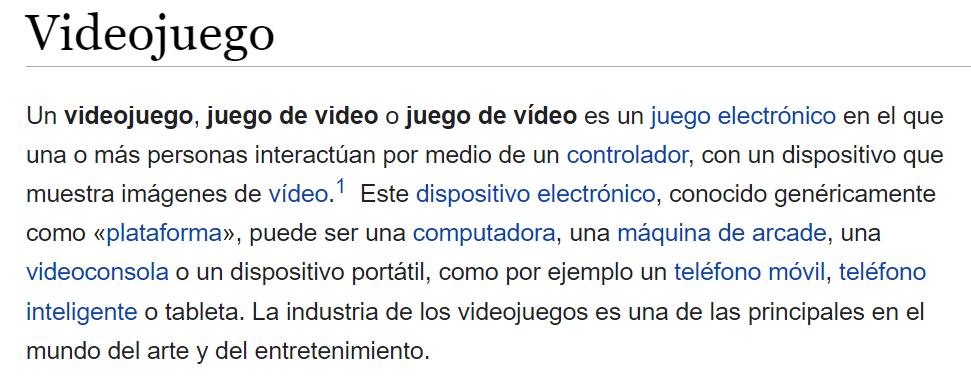 Videojuego
Un videojuego, juego de video o juego de vídeo es un juego electrónico en el que
una o más personas interactúan por medio de un controlador, con un dispositivo que
muestra imágenes de vídeo.1 Este dispositivo electrónico, conocido genéricamente
como «plataforma», puede ser una computadora, una máquina de arcade, una
videoconsola o un dispositivo portátil, como por ejemplo un teléfono móvil, teléfono
inteligente o tableta. La industria de los videojuegos es una de las principales en el
mundo del arte y del entretenimiento.